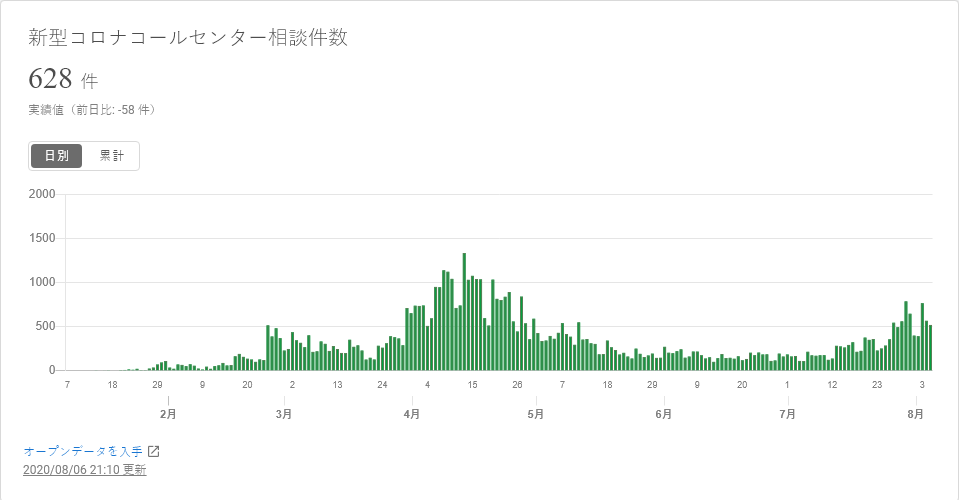 新型コロナコールセンター相談件数
628 件
実績値（前日比: -58 件）
日別 累計
2000
1500
1000
500
0
7 18 29 9 20 2 13 24 4 15 26 7 18 29 9 20 1 12 23 3
2月 3月 4月 5月 6月 7月 8月
オープンデータを入手
2020/08/06 21:10 更新